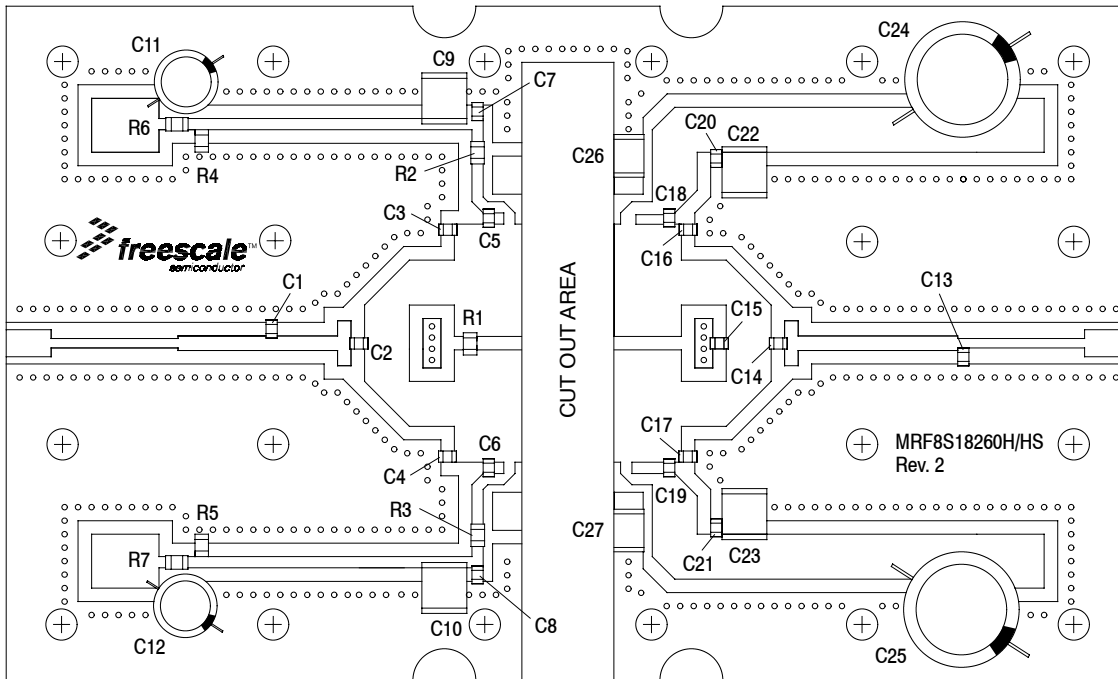 C11
C9
C24
C7
R6
C20
C22
R4
R2
C26
C18
C3
C5
C16
freescale™
semiconductor
C1
C13
R1
C15
C2
C14
CUT OUT AREA
C17
C6
MRF8S18260H/HS
Rev. 2
C4
C19
R5
R3
C27
R7
C21
C23
C10
C8
C12
C25